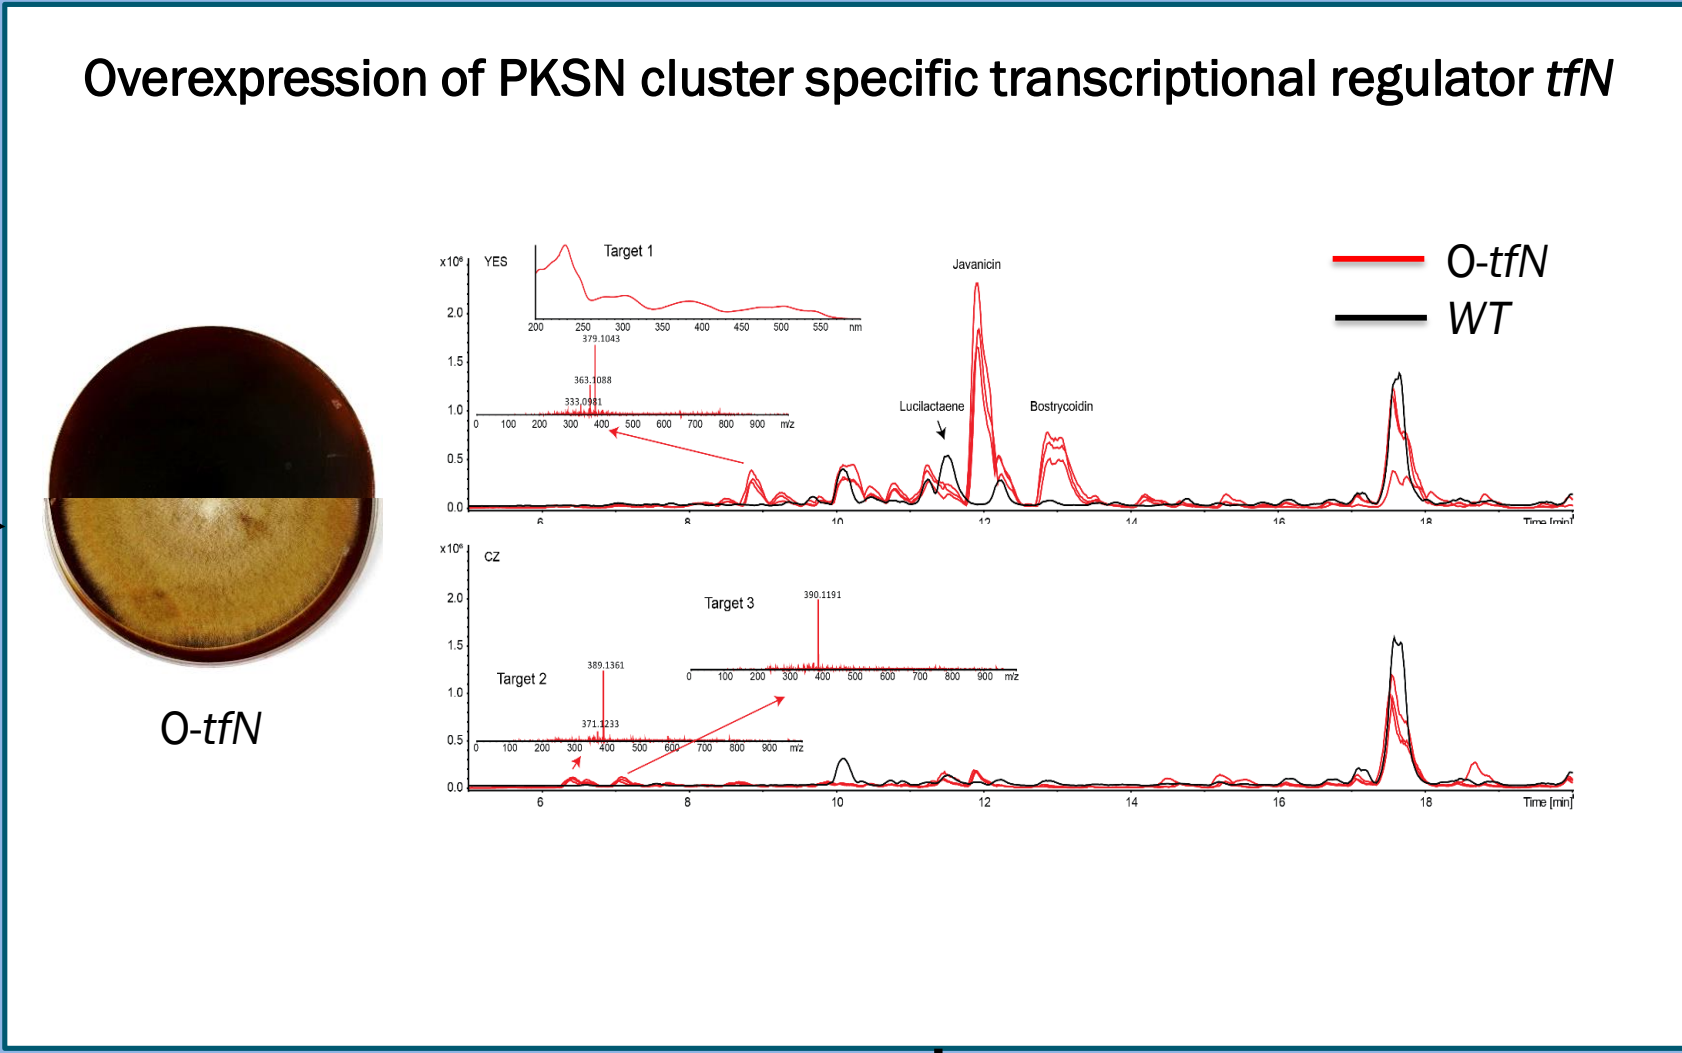 Overexpression of PKSN cluster specific transcriptional regulator tfN
O-tfN
WT
x10⁶ YES
Target 1
Javanicin
2.0
1.5
1.0
0.5
0.0
200 250 300 350 400 450 500 550 nm
379.1043
363.1088
333.0981
0 100 200 300 400 500 600 700 800 900 m/z
Lucilactaene
Bostrycoidin
6 8 10 12 14 16 18 Time [min]
x10⁶
CZ
2.0
1.5
1.0
0.5
0.0
Target 3
390.1191
0 100 200 300 400 500 600 700 800 900 m/z
Target 2
389.1361
371.1233
0 100 200 300 400 500 600 700 800 900 m/z
6 8 10 12 14 16 18 Time [min]
O-tfN